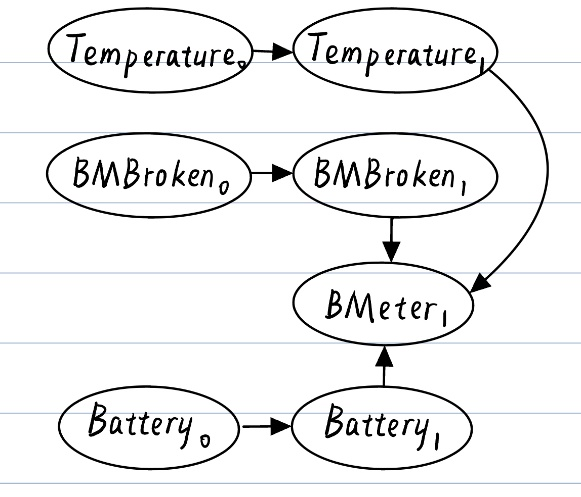 Temperature₀ Temperature₁
BMBroken₀ BMBroken₁
BMeter₁
Battery₀ Battery₁